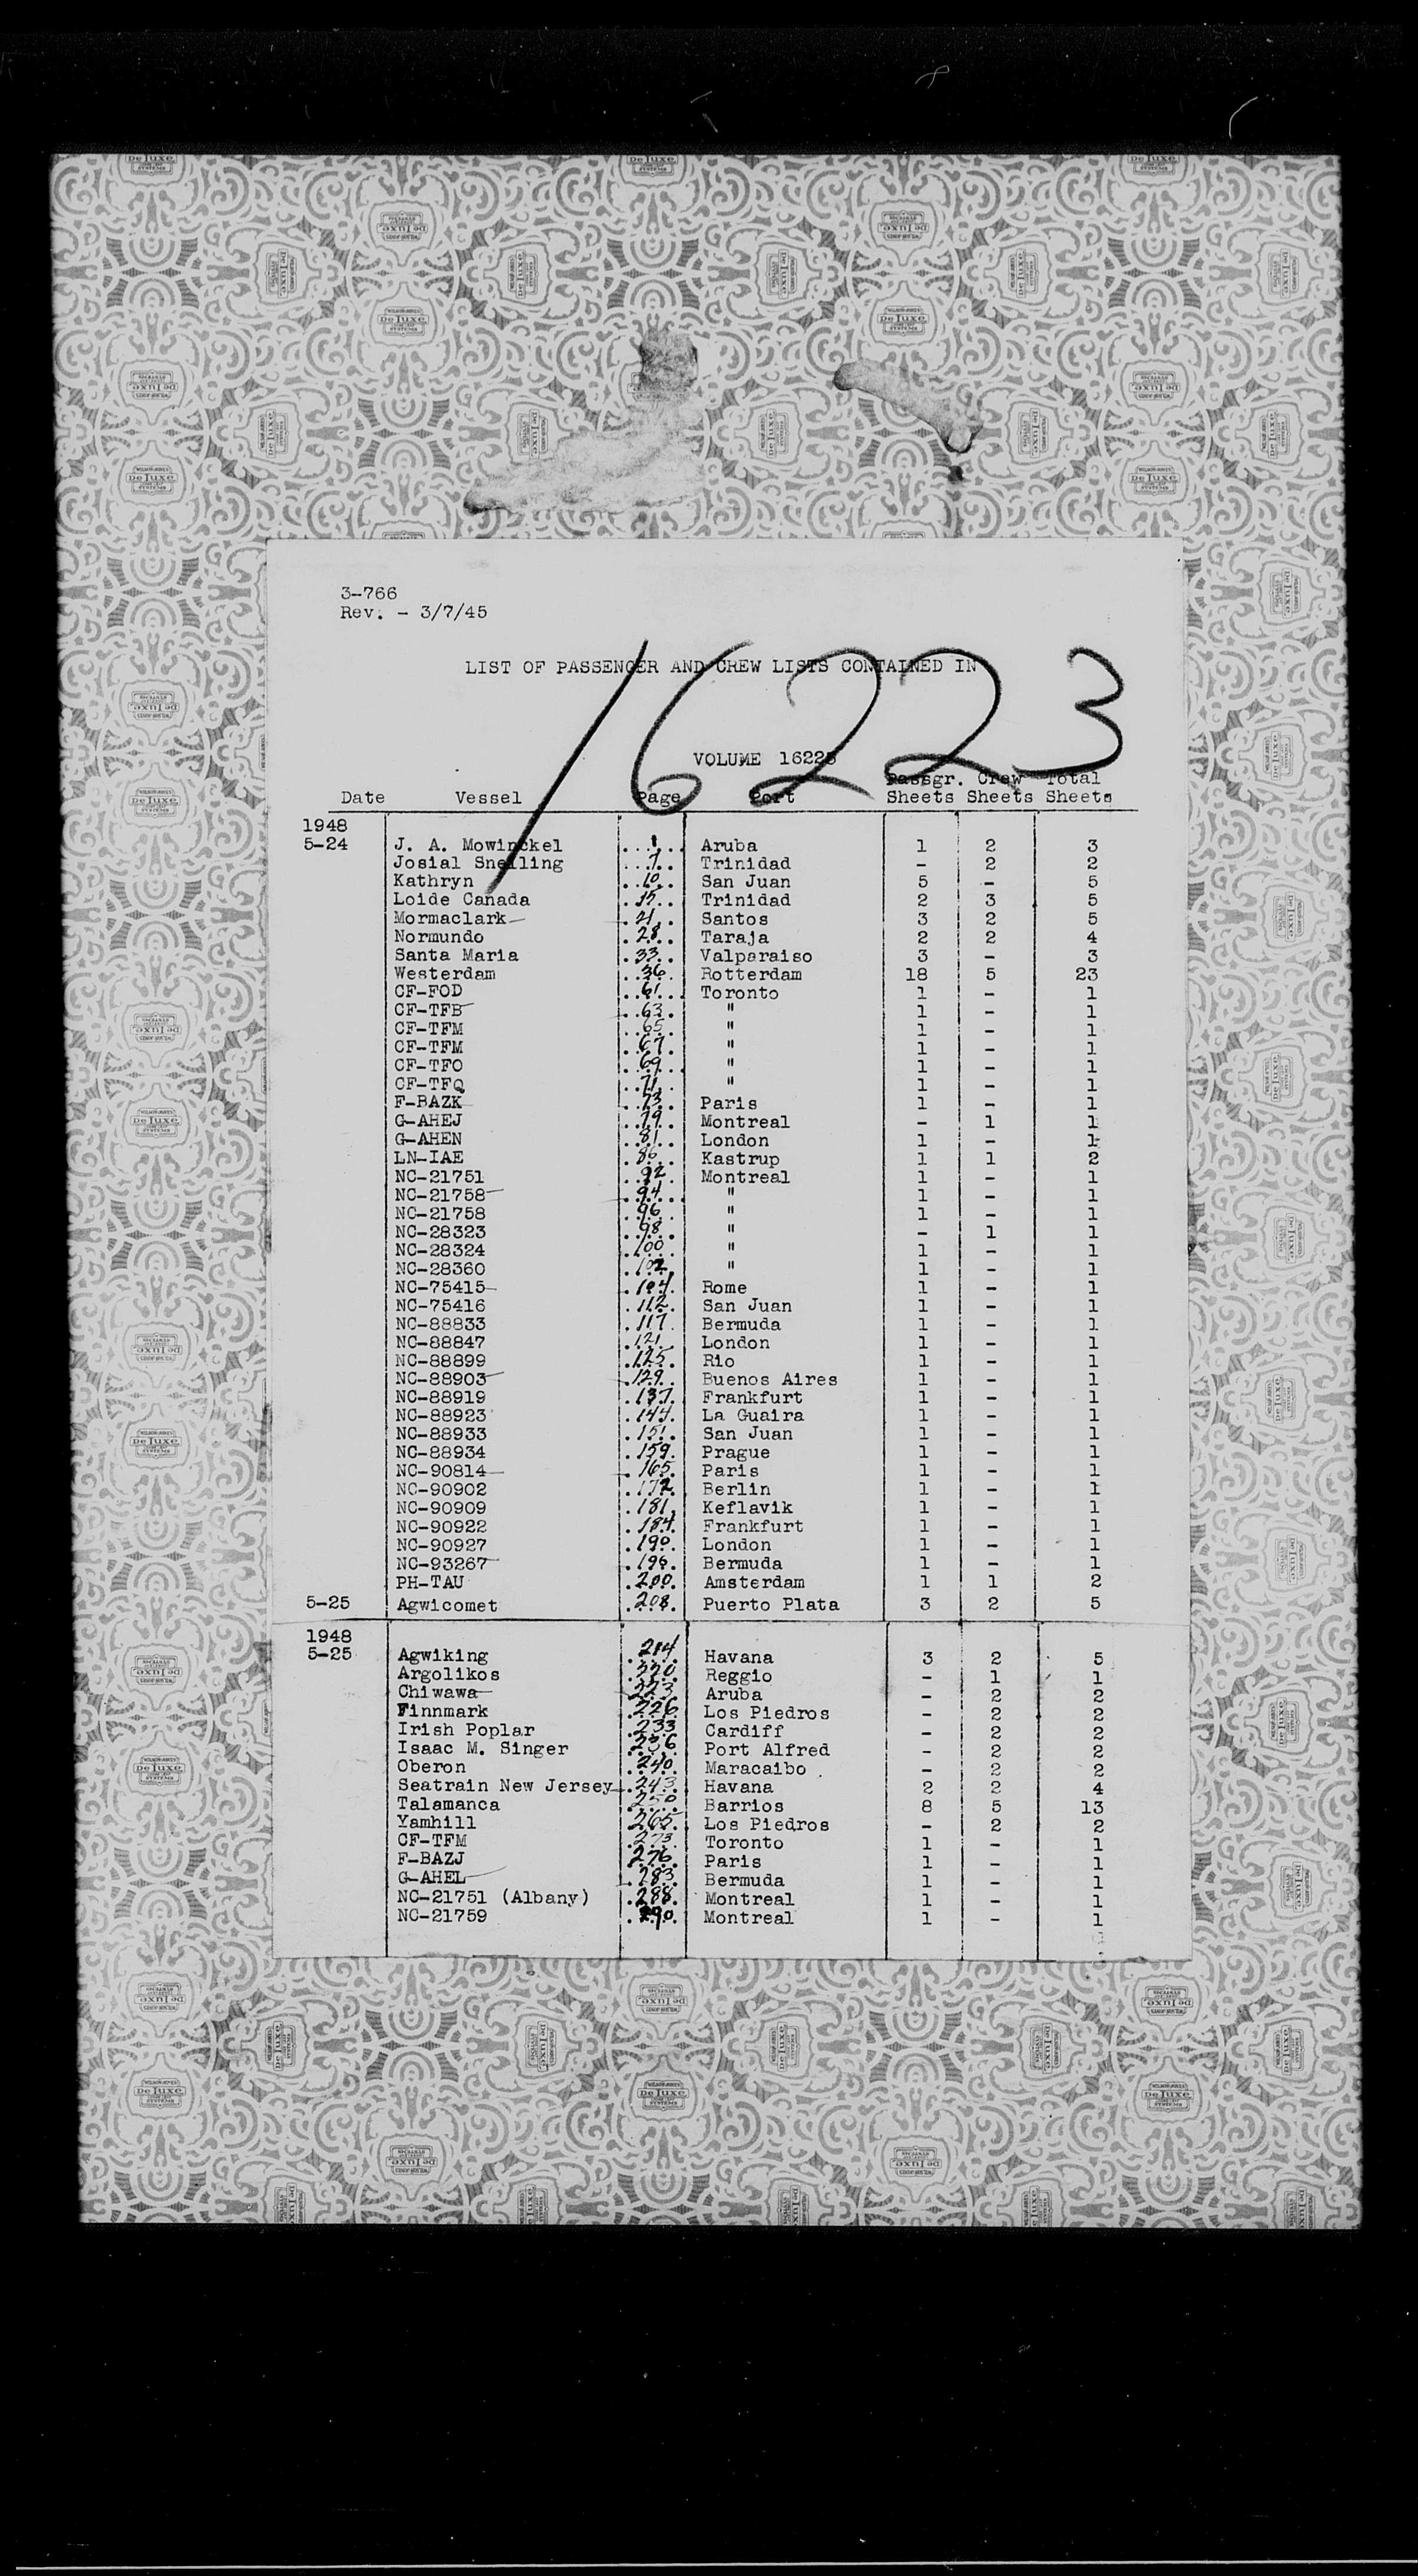 3-766
Rev. - 3/7/45
16223
LIST OF PASSENGER AND CREW LISTS CONTAINED IN
VOLUME 16223
Date Vessel Page Port Passgr. Sheets Crew Sheets Total Sheets
1948
5-24 J. A. Mowinckel 1 Aruba 1 2 3
Josial Snelling 7 Trinidad - 2 2
Kathryn 10 San Juan 5 - 5
Loide Canada 15 Trinidad 2 3 5
Mormaclark 21 Santos 3 2 5
Normundo 28 Taraja 2 2 4
Santa Maria 33 Valparaiso 3 - 3
Westerdam 36 Rotterdam 18 5 23
CF-FOD 61 Toronto 1 - 1
CF-TFB 63 " 1 - 1
CF-TFM 65 " 1 - 1
CF-TFM 67 " 1 - 1
CF-TFO 69 " 1 - 1
CF-TFQ 71 " 1 - 1
F-BAZK 73 Paris 1 - 1
G-AHEJ 79 Montreal - 1 1
G-AHEN 81 London 1 - 1
LN-IAE 86 Kastrup 1 1 2
NC-21751 92 Montreal 1 - 1
NC-21758 94 " 1 - 1
NC-21758 96 " 1 - 1
NC-28323 98 " - 1 1
NC-28324 100 " 1 - 1
NC-28360 102 " 1 - 1
NC-75415 104 Rome 1 - 1
NC-75416 112 San Juan 1 - 1
NC-88833 117 Bermuda 1 - 1
NC-88847 121 London 1 - 1
NC-88899 125 Rio 1 - 1
NC-88903 129 Buenos Aires 1 - 1
NC-88919 137 Frankfurt 1 - 1
NC-88923 144 La Guaira 1 - 1
NC-88933 151 San Juan 1 - 1
NC-88934 159 Prague 1 - 1
NC-90814 165 Paris 1 - 1
NC-90902 172 Berlin 1 - 1
NC-90909 181 Keflavik 1 - 1
NC-90922 184 Frankfurt 1 - 1
NC-90927 190 London 1 - 1
NC-93267 196 Bermuda 1 - 1
PH-TAU 200 Amsterdam 1 1 2
5-25 Agwicomet 208 Puerto Plata 3 2 5
1948
5-25 Agwiking 214 Havana 3 2 5
Argolikos 220 Reggio - 1 1
Chiwawa 223 Aruba - 2 2
Finnmark 226 Los Piedros - 2 2
Irish Poplar 233 Cardiff - 2 2
Isaac M. Singer 236 Port Alfred - 2 2
Oberon 240 Maracaibo - 2 2
Seatrain New Jersey 243 Havana 2 2 4
Talamanca 250 Barrios 8 5 13
Yamhill 265 Los Piedros - 2 2
CF-TFM 273 Toronto 1 - 1
F-BAZJ 276 Paris 1 - 1
G-AHEL 283 Bermuda 1 - 1
NC-21751 (Albany) 288 Montreal 1 - 1
NC-21759 290 Montreal 1 - 1